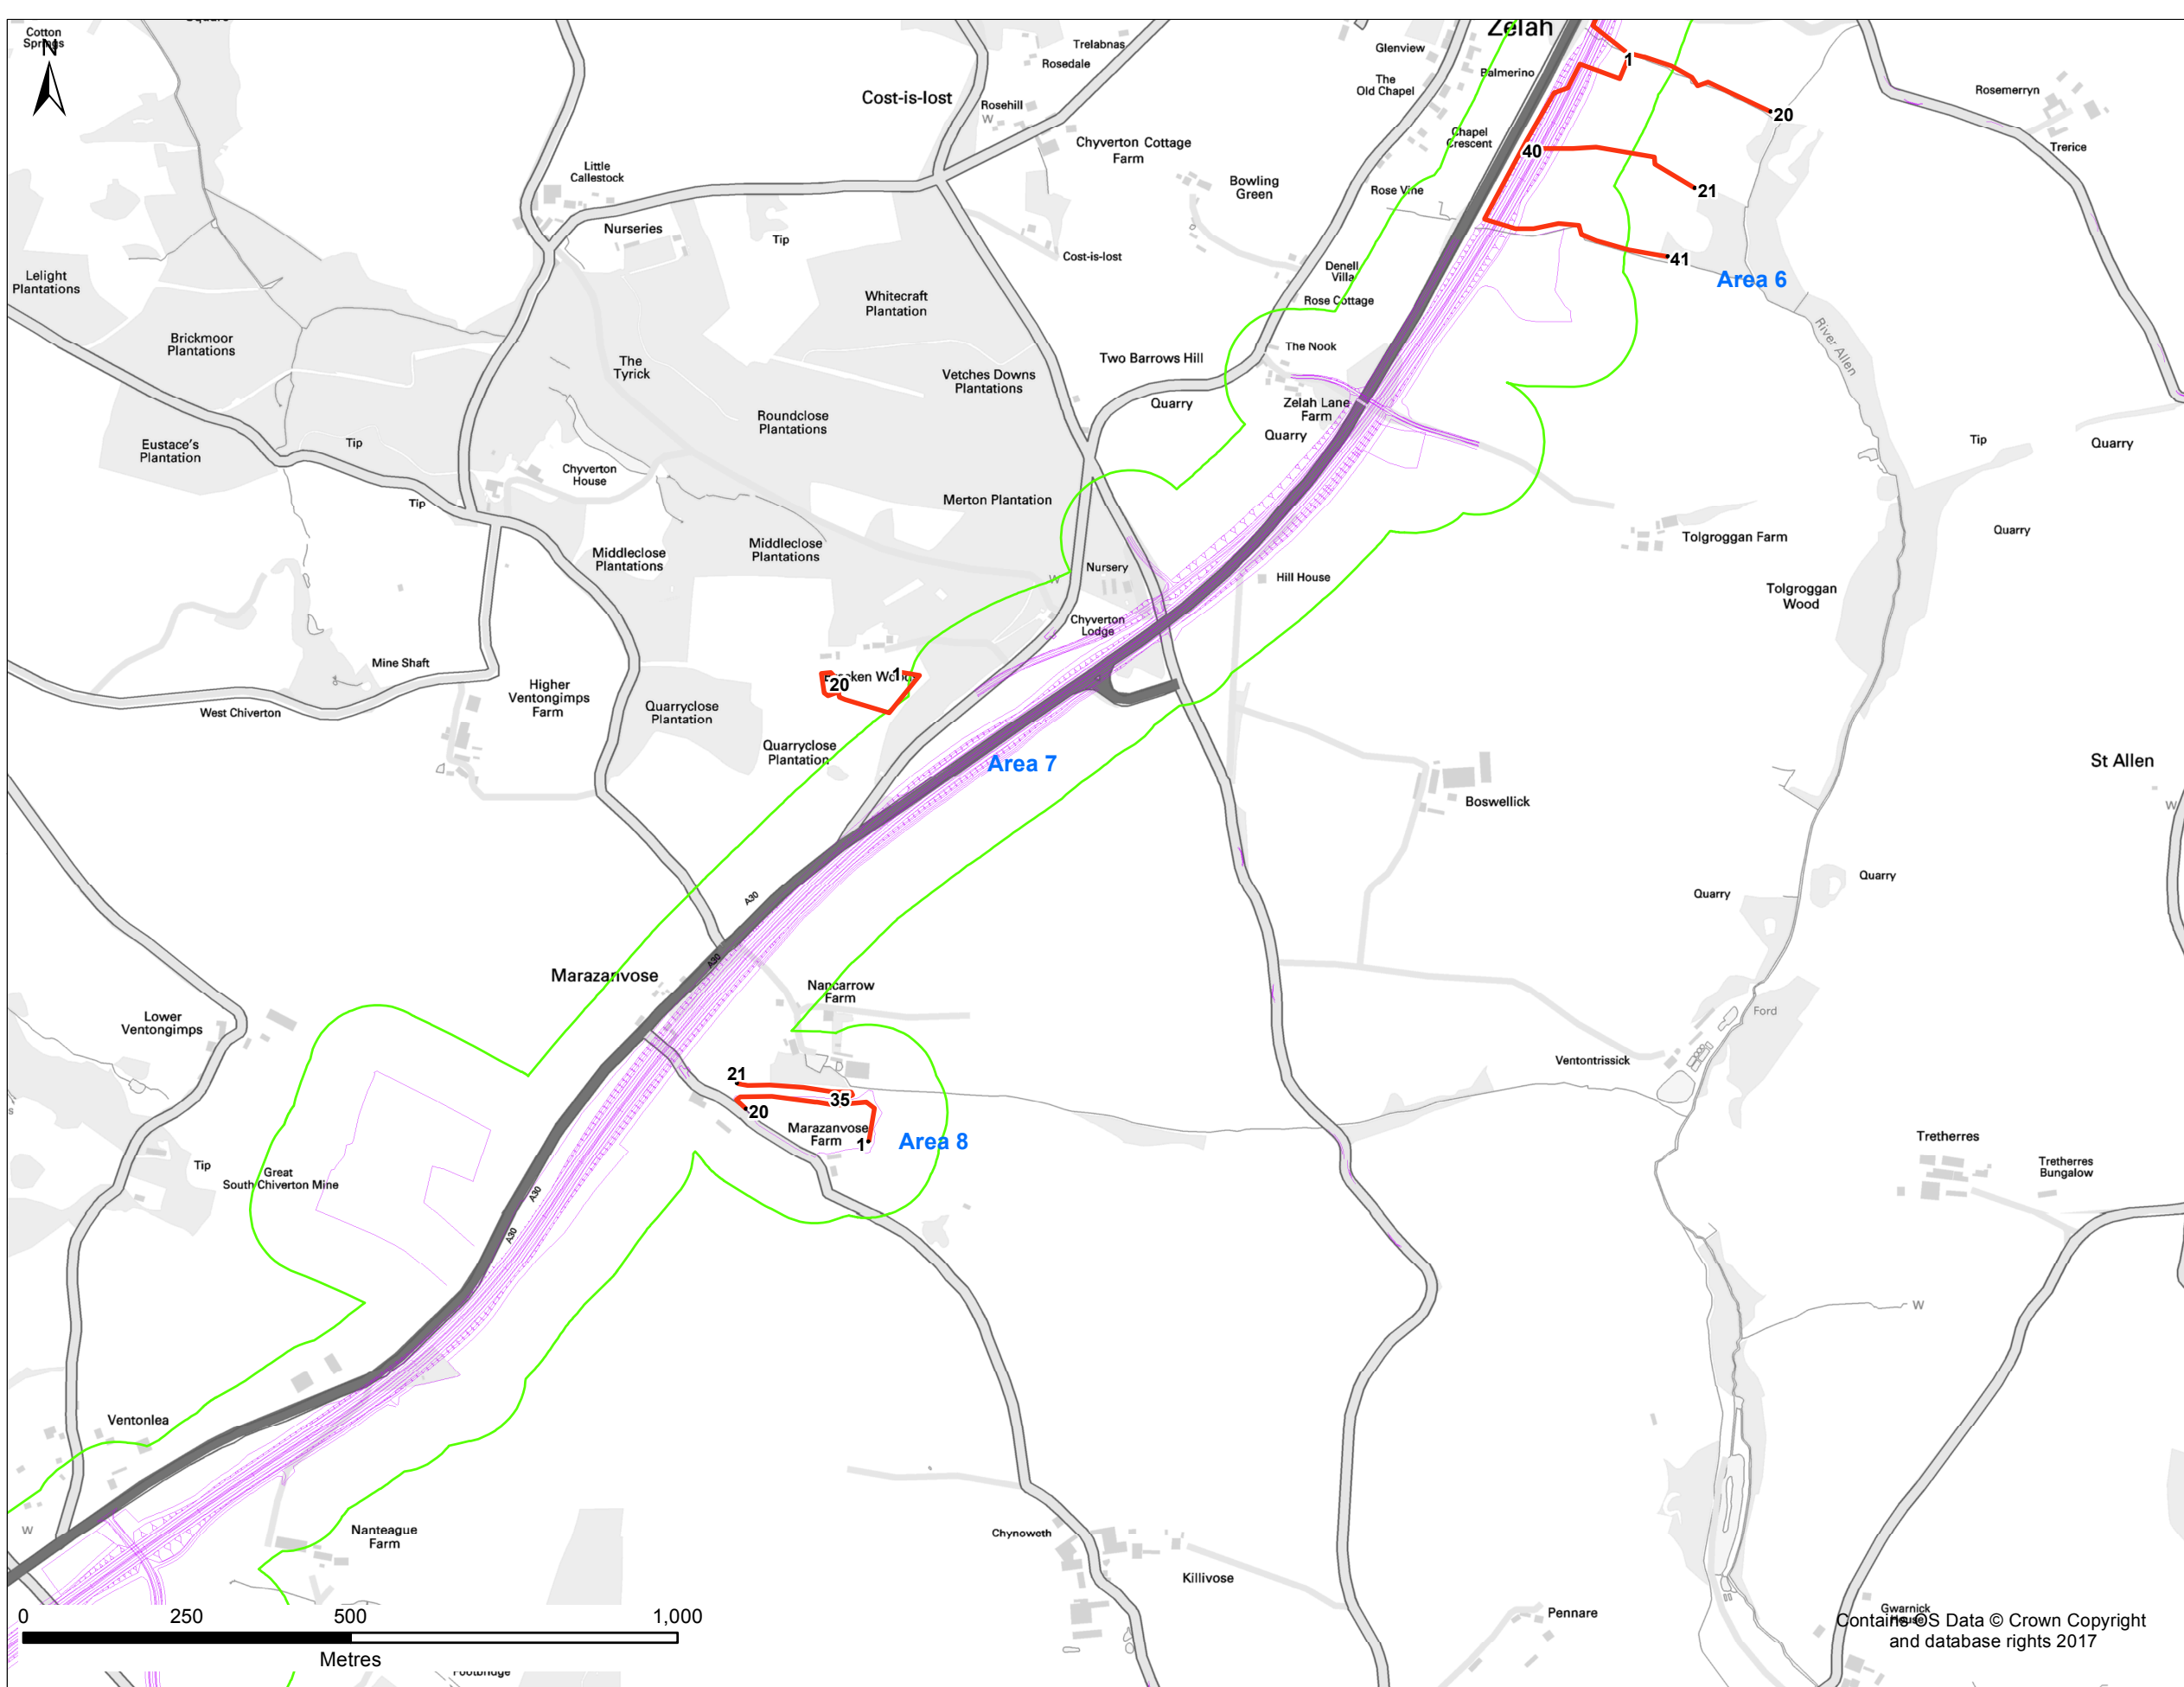 Cotton
Springs
N
Square
Zelah
Trelabnas
Rosedale
Glenview
The
Old Chapel
Balmerino
1
Rosemerryn
Cost-is-lost
Rosehill
W
20
Chyverton Cottage
Farm
Chapel
Crescent
40
Trerice
Little
Callestock
Bowling
Green
Rose Vine
21
Nurseries
Tip
Cost-is-lost
Denell
Villa
41
Area 6
Lelight
Plantations
Whitecraft
Plantation
Rose Cottage
River Allen
Brickmoor
Plantations
The
Tyrick
Two Barrows Hill
The Nook
Vetches Downs
Plantations
Quarry
Zelah Lane
Farm
Roundclose
Plantations
Quarry
Eustace's
Plantation
Tip
Tip
Quarry
Chyverton
House
Tip
Merton Plantation
Middleclose
Plantations
Middleclose
Plantations
Quarry
Tolgroggan Farm
Nursery
W
Hill House
Tolgroggan
Wood
Chyverton
Lodge
Mine Shaft
1
20
West Chiverton
Higher
Ventongimps
Farm
Quarryclose
Plantation
Quarryclose
Plantation
Area 7
St Allen
W
Boswellick
Quarry
Quarry
A30
A30
Marazanvose
Nancarrow
Farm
Lower
Ventongimps
Ford
Ventontrissick
21
35
20
Marazanvose
Farm
1
Area 8
Tretherres
Tretherres
Bungalow
Tip
Great
South Chiverton Mine
A30
A30
W
Ventonlea
W
Nanteague
Farm
Chynoweth
Killivose
Pennare
Gwarnick
0 250 500 1,000
Metres
Footbridge
Contains OS Data © Crown Copyright
and database rights 2017